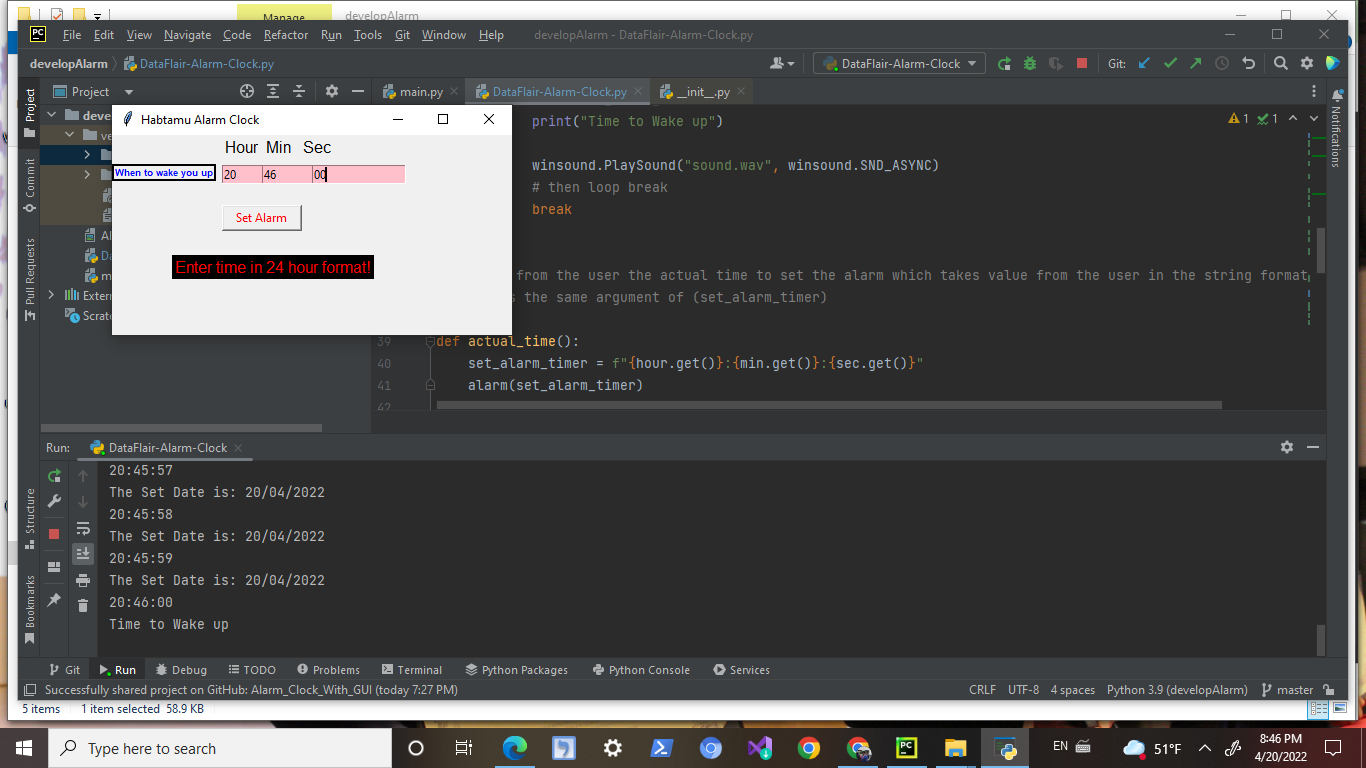 Manage
developAlarm
File Edit View Navigate Code Refactor Run Tools Git Window Help
developAlarm - DataFlair-Alarm-Clock.py
developAlarm
DataFlair-Alarm-Clock.py
DataFlair-Alarm-Clock
Git:
Project
Project
main.py
DataFlair-Alarm-Clock.py
__init__.py
Habtamu Alarm Clock
Hour Min Sec
When to wake you up
20 46 00
Set Alarm
Enter time in 24 hour format!
Exter
Scratc
Commit
Pull Requests
Structure
Bookmarks
Notifications
1 1
print("Time to Wake up")
winsound.PlaySound("sound.wav", winsound.SND_ASYNC)
# then loop break
break
from the user the actual time to set the alarm which takes value from the user in the string format
s the same argument of (set_alarm_timer)
39 def actual_time():
40 set_alarm_timer = f"{hour.get()}:{min.get()}:{sec.get()}"
41 alarm(set_alarm_timer)
42
Run: DataFlair-Alarm-Clock
20:45:57
The Set Date is: 20/04/2022
20:45:58
The Set Date is: 20/04/2022
20:45:59
The Set Date is: 20/04/2022
20:46:00
Time to Wake up
Git Run Debug TODO Problems Terminal Python Packages Python Console Services
Successfully shared project on GitHub: Alarm_Clock_With_GUI (today 7:27 PM)
CRLF UTF-8 4 spaces Python 3.9 (developAlarm) master
5 items 1 item selected 58.9 KB
Type here to search
EN
51°F
8:46 PM
4/20/2022